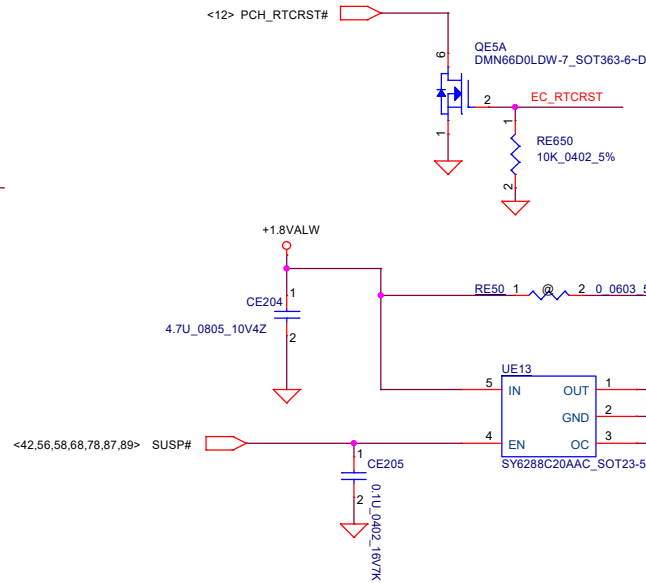 <12> PCH_RTCRST#
6
QE5A
DMN66D0LDW-7_SOT363-6~D
2
EC_RTCRST
1
1
RE650
10K_0402_5%
2
+1.8VALW
RE50 1 @ 2 0_0603_5
CE204
1
4.7U_0805_10V4Z
2
UE13
5 IN OUT 1
GND 2
<42,56,58,68,78,87,89> SUSP#
4 EN OC 3
SY6288C20AAC_SOT23-5
1
CE205
2
0.1U_0402_16V7K